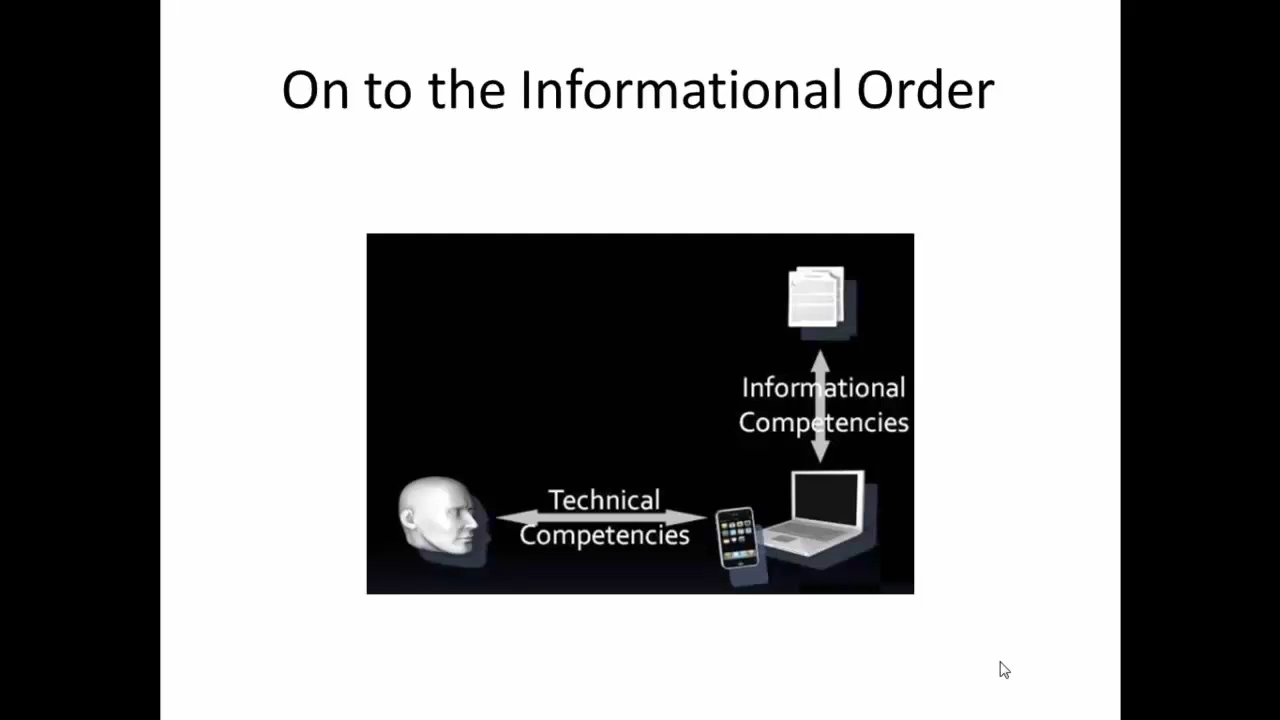 On to the Informational Order
Informational
Competencies
Technical
Competencies